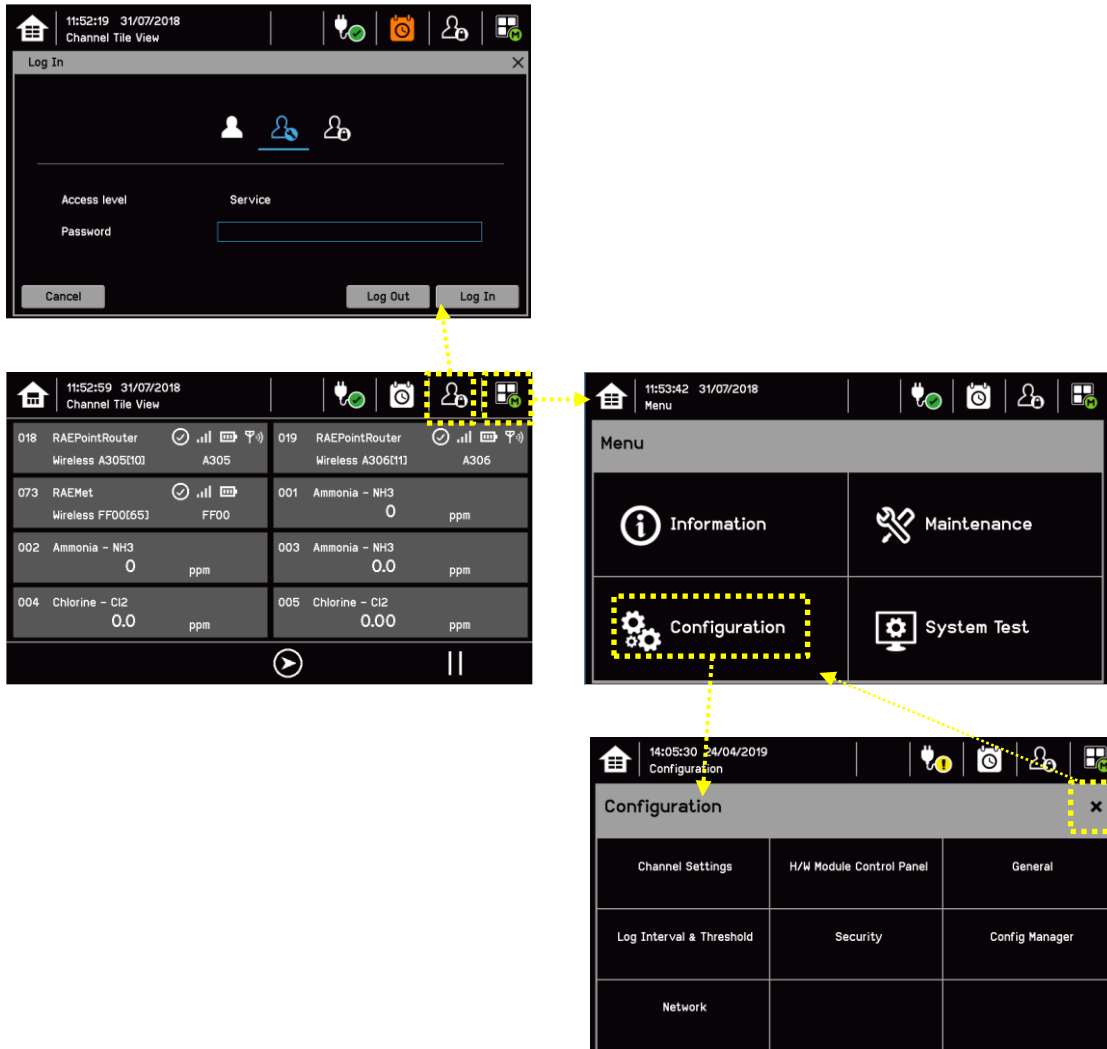 11:52:19 31/07/2018
Channel Tile View
M
Log In
Access level Service
Password
Cancel Log Out Log In
11:52:59 31/07/2018
Channel Tile View
M
018 RAEPointRouter
Wireless A305[10] A305
019 RAEPointRouter
Wireless A306[11] A306
073 RAEMet
Wireless FF00[65] FF00
001 Ammonia - NH3
0 ppm
002 Ammonia - NH3
0 ppm
003 Ammonia - NH3
0.0 ppm
004 Chlorine - Cl2
0.0 ppm
005 Chlorine - Cl2
0.00 ppm
11:53:42 31/07/2018
Menu
M
Menu
Information
Maintenance
Configuration
System Test
14:05:30 24/04/2019
Configuration
M
Configuration
Channel Settings
H/W Module Control Panel
General
Log Interval & Threshold
Security
Config Manager
Network